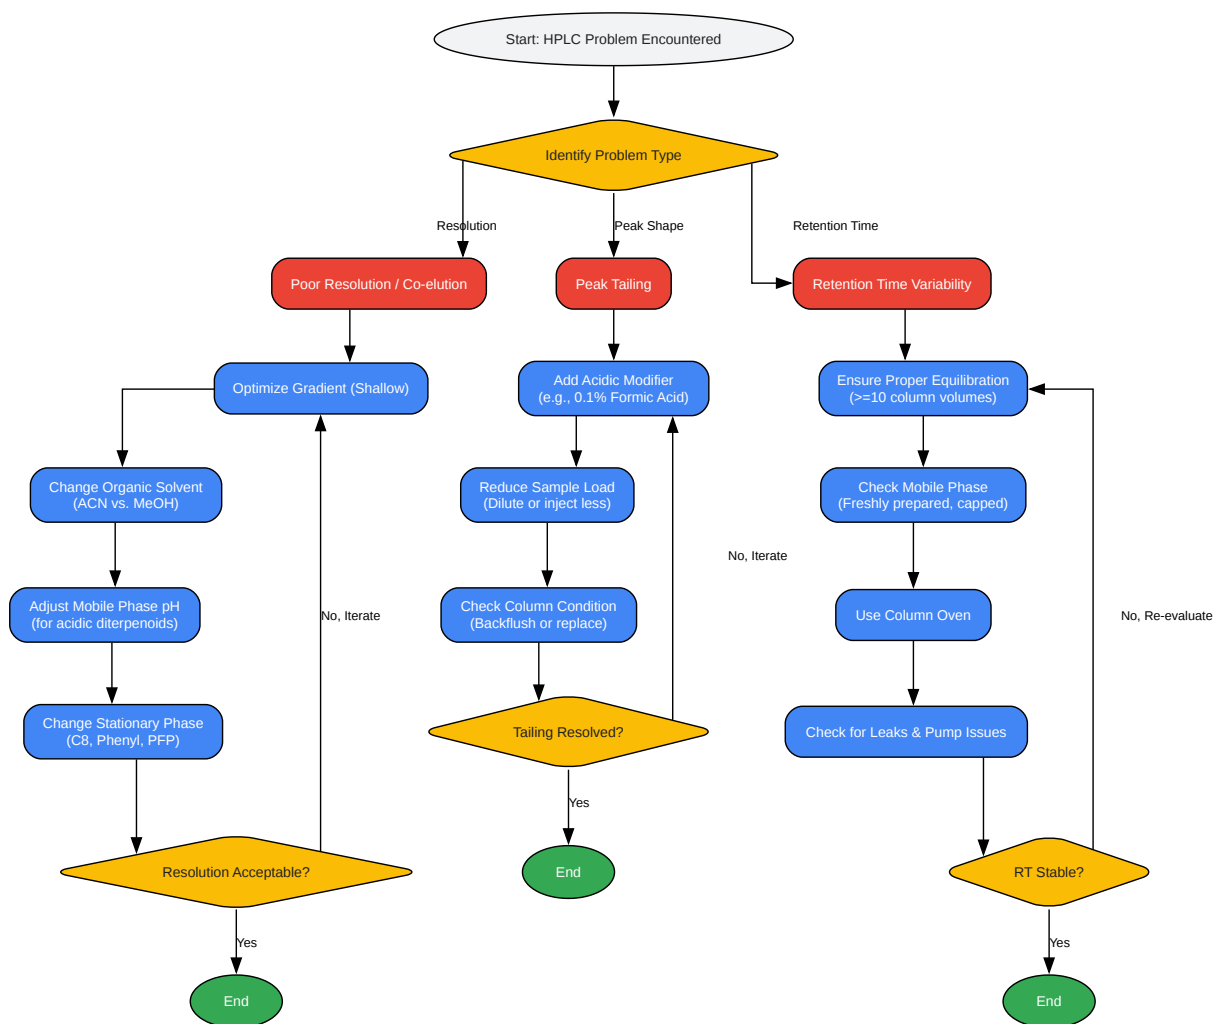 Start: HPLC Problem Encountered
Identify Problem Type
Resolution
Peak Shape
Retention Time
Poor Resolution / Co-elution
Peak Tailing
Retention Time Variability
Optimize Gradient (Shallow)
Add Acidic Modifier
(e.g., 0.1% Formic Acid)
Ensure Proper Equilibration
(>=10 column volumes)
Change Organic Solvent
(ACN vs. MeOH)
Reduce Sample Load
(Dilute or inject less)
Check Mobile Phase
(Freshly prepared, capped)
No, Iterate
Adjust Mobile Phase pH
(for acidic diterpenoids)
No, Iterate
Check Column Condition
(Backflush or replace)
Use Column Oven
No, Re-evaluate
Change Stationary Phase
(C8, Phenyl, PFP)
Tailing Resolved?
Check for Leaks & Pump Issues
Yes
Resolution Acceptable?
End
RT Stable?
Yes
Yes
End
End